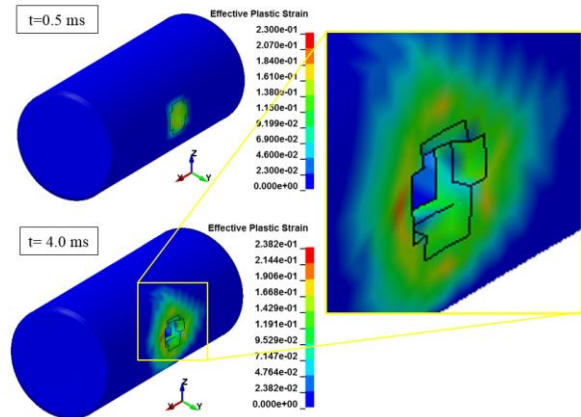 t=0.5 ms
Effective Plastic Strain
2.300e-01
2.070e-01
1.840e-01
1.610e-01
1.380e-01
1.150e-01
9.199e-02
6.900e-02
4.600e-02
2.300e-02
0.000e+00
Z
X Y
t= 4.0 ms
Effective Plastic Strain
2.382e-01
2.144e-01
1.906e-01
1.668e-01
1.429e-01
1.191e-01
9.529e-02
7.147e-02
4.764e-02
2.382e-02
0.000e+00
Z
X Y